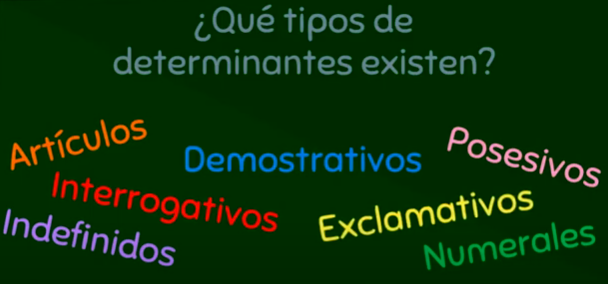 ¿Qué tipos de
determinantes existen?
Artículos
Demostrativos
Posesivos
Interrogativos
Exclamativos
Indefinidos
Numerales